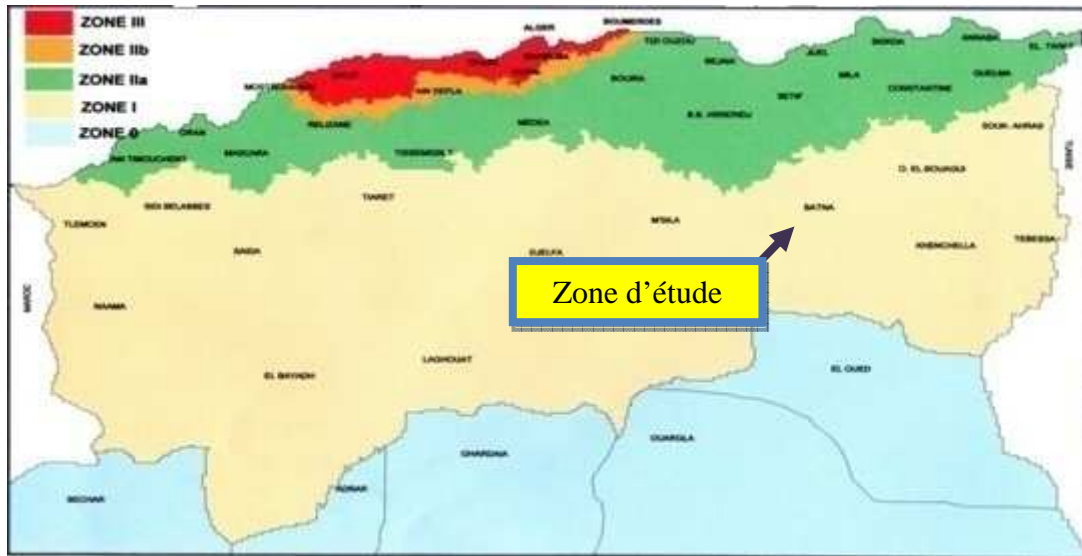 ZONE III
ZONE IIb
ZONE IIa
ZONE I
ZONE 0
ALGER
BOUMERDES
TIZI OUZOU
BEJAIA
JIJEL
SKIKDA
ANNABA
EL TAREF
MOSTAGANEM
AIN DEFLA
BOUIRA
MILA
GUELMA
CONSTANTINE
SETIF
B.B. ARRERIDJ
ORAN
RELIZANE
MEDEA
SOUK-AHRAS
AIN TIMOUCHENT
MASCARA
TISSEMSILT
TUNISIE
O. EL BOUAGUI
TLEMCEN
SIDI BELABBES
TIARET
M'SILA
BATNA
SAIDA
DJELFA
KHENCHELLA
TEBESSA
Zone d'étude
MAROC
NAAMA
LAGHOUAT
EL BAYADH
EL OUED
GHARDAIA
OUARGLA
BECHAR
ADRAR